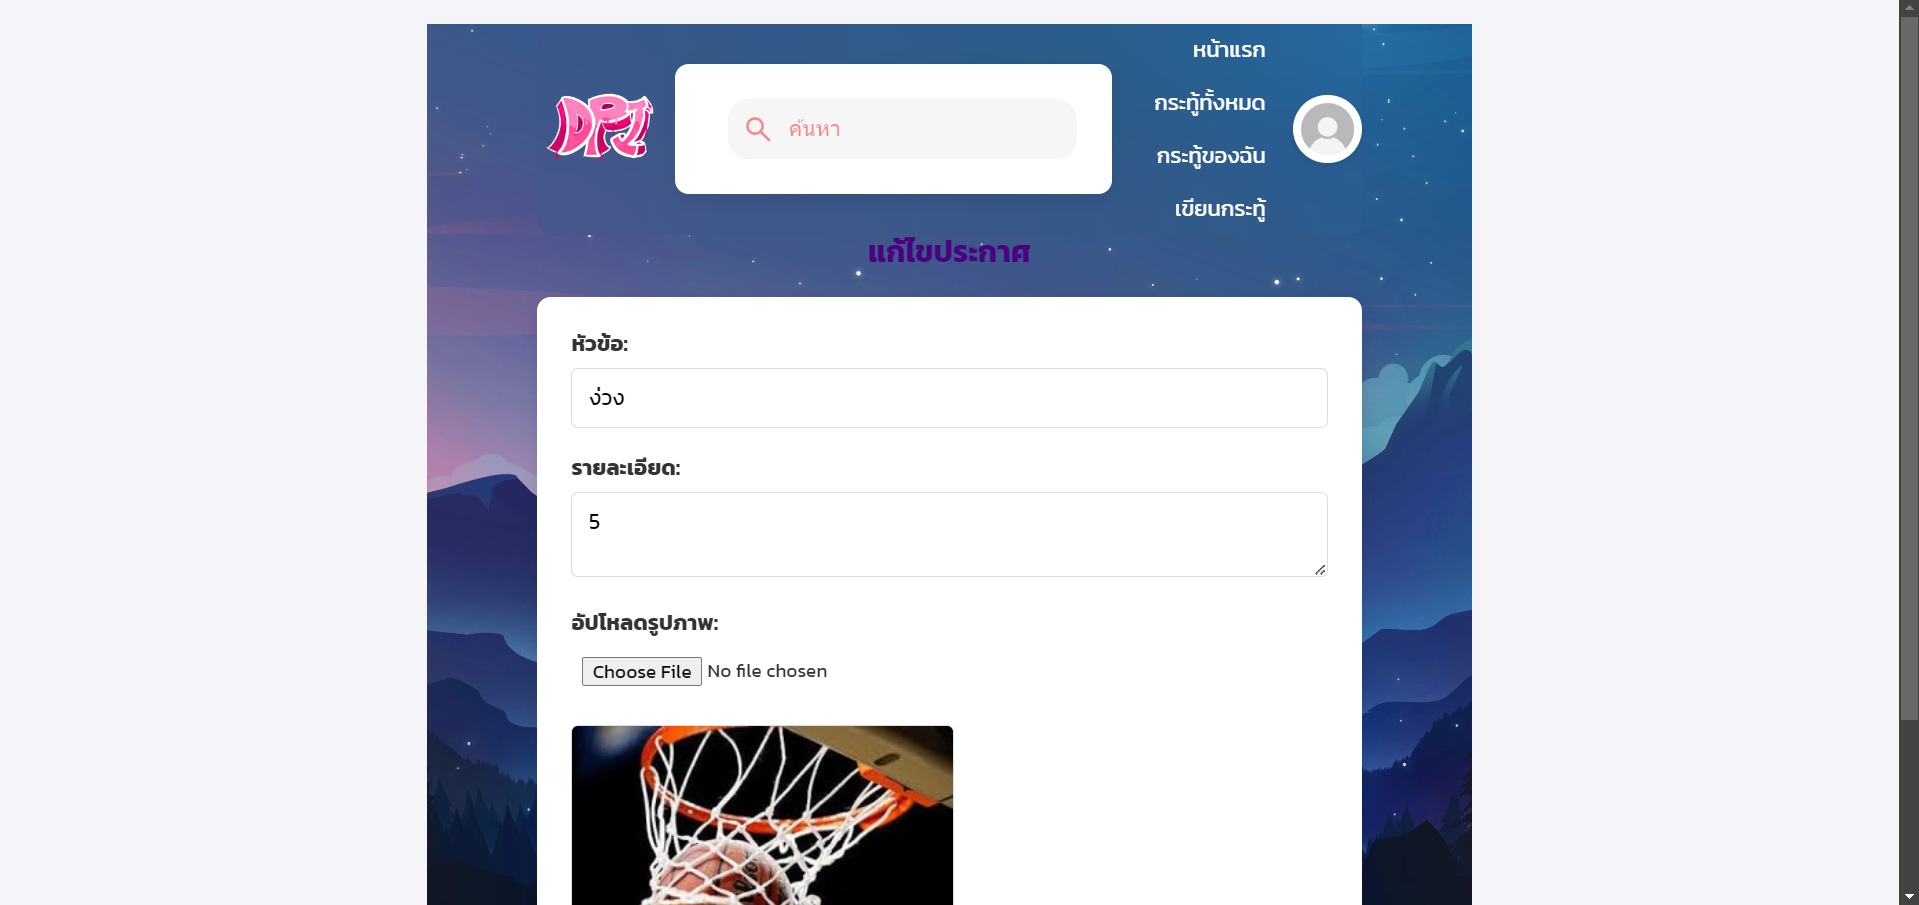 หน้าแรก
DPJ!
ค้นหา
กระทู้ทั้งหมด
กระทู้ของฉัน
เขียนกระทู้
แก้ไขประกาศ
หัวข้อ:
ง่วง
รายละเอียด:
5
อัปโหลดรูปภาพ:
Choose File No file chosen